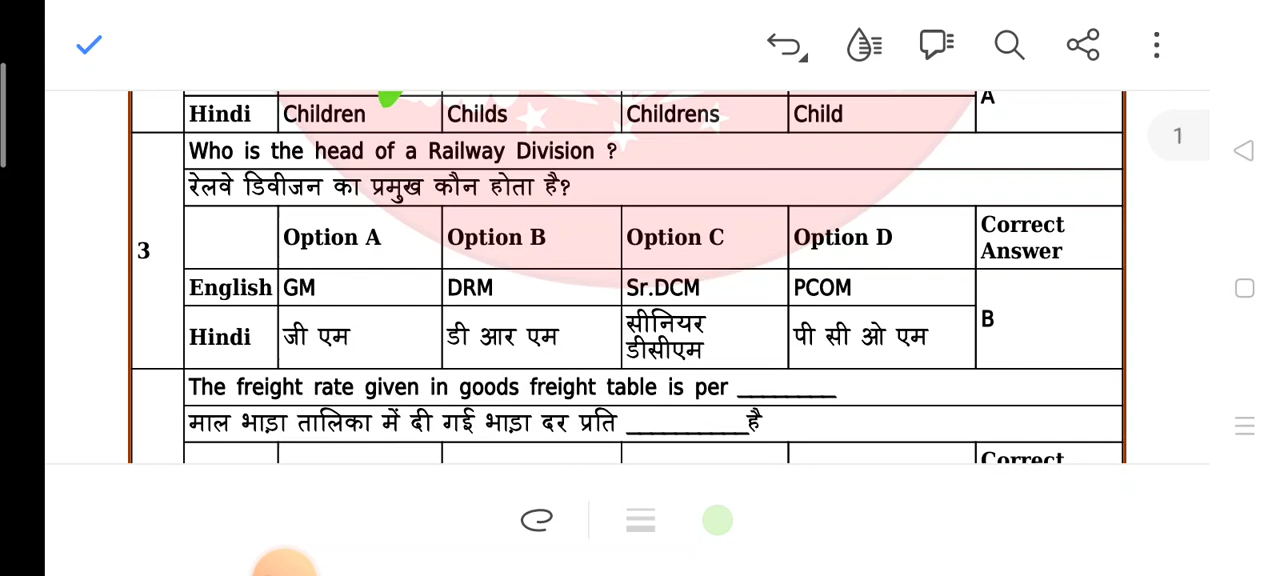 A
Hindi Children Childs Childrens Child
Who is the head of a Railway Division ?
रेलवे डिवीजन का प्रमुख कौन होता है?
3 Option A Option B Option C Option D Correct Answer
English GM DRM Sr.DCM PCOM
B
Hindi जी एम डी आर एम सीनियर डीसीएम पी सी ओ एम
The freight rate given in goods freight table is per ________
माल भाड़ा तालिका में दी गई भाड़ा दर प्रति __________है
Correct
1